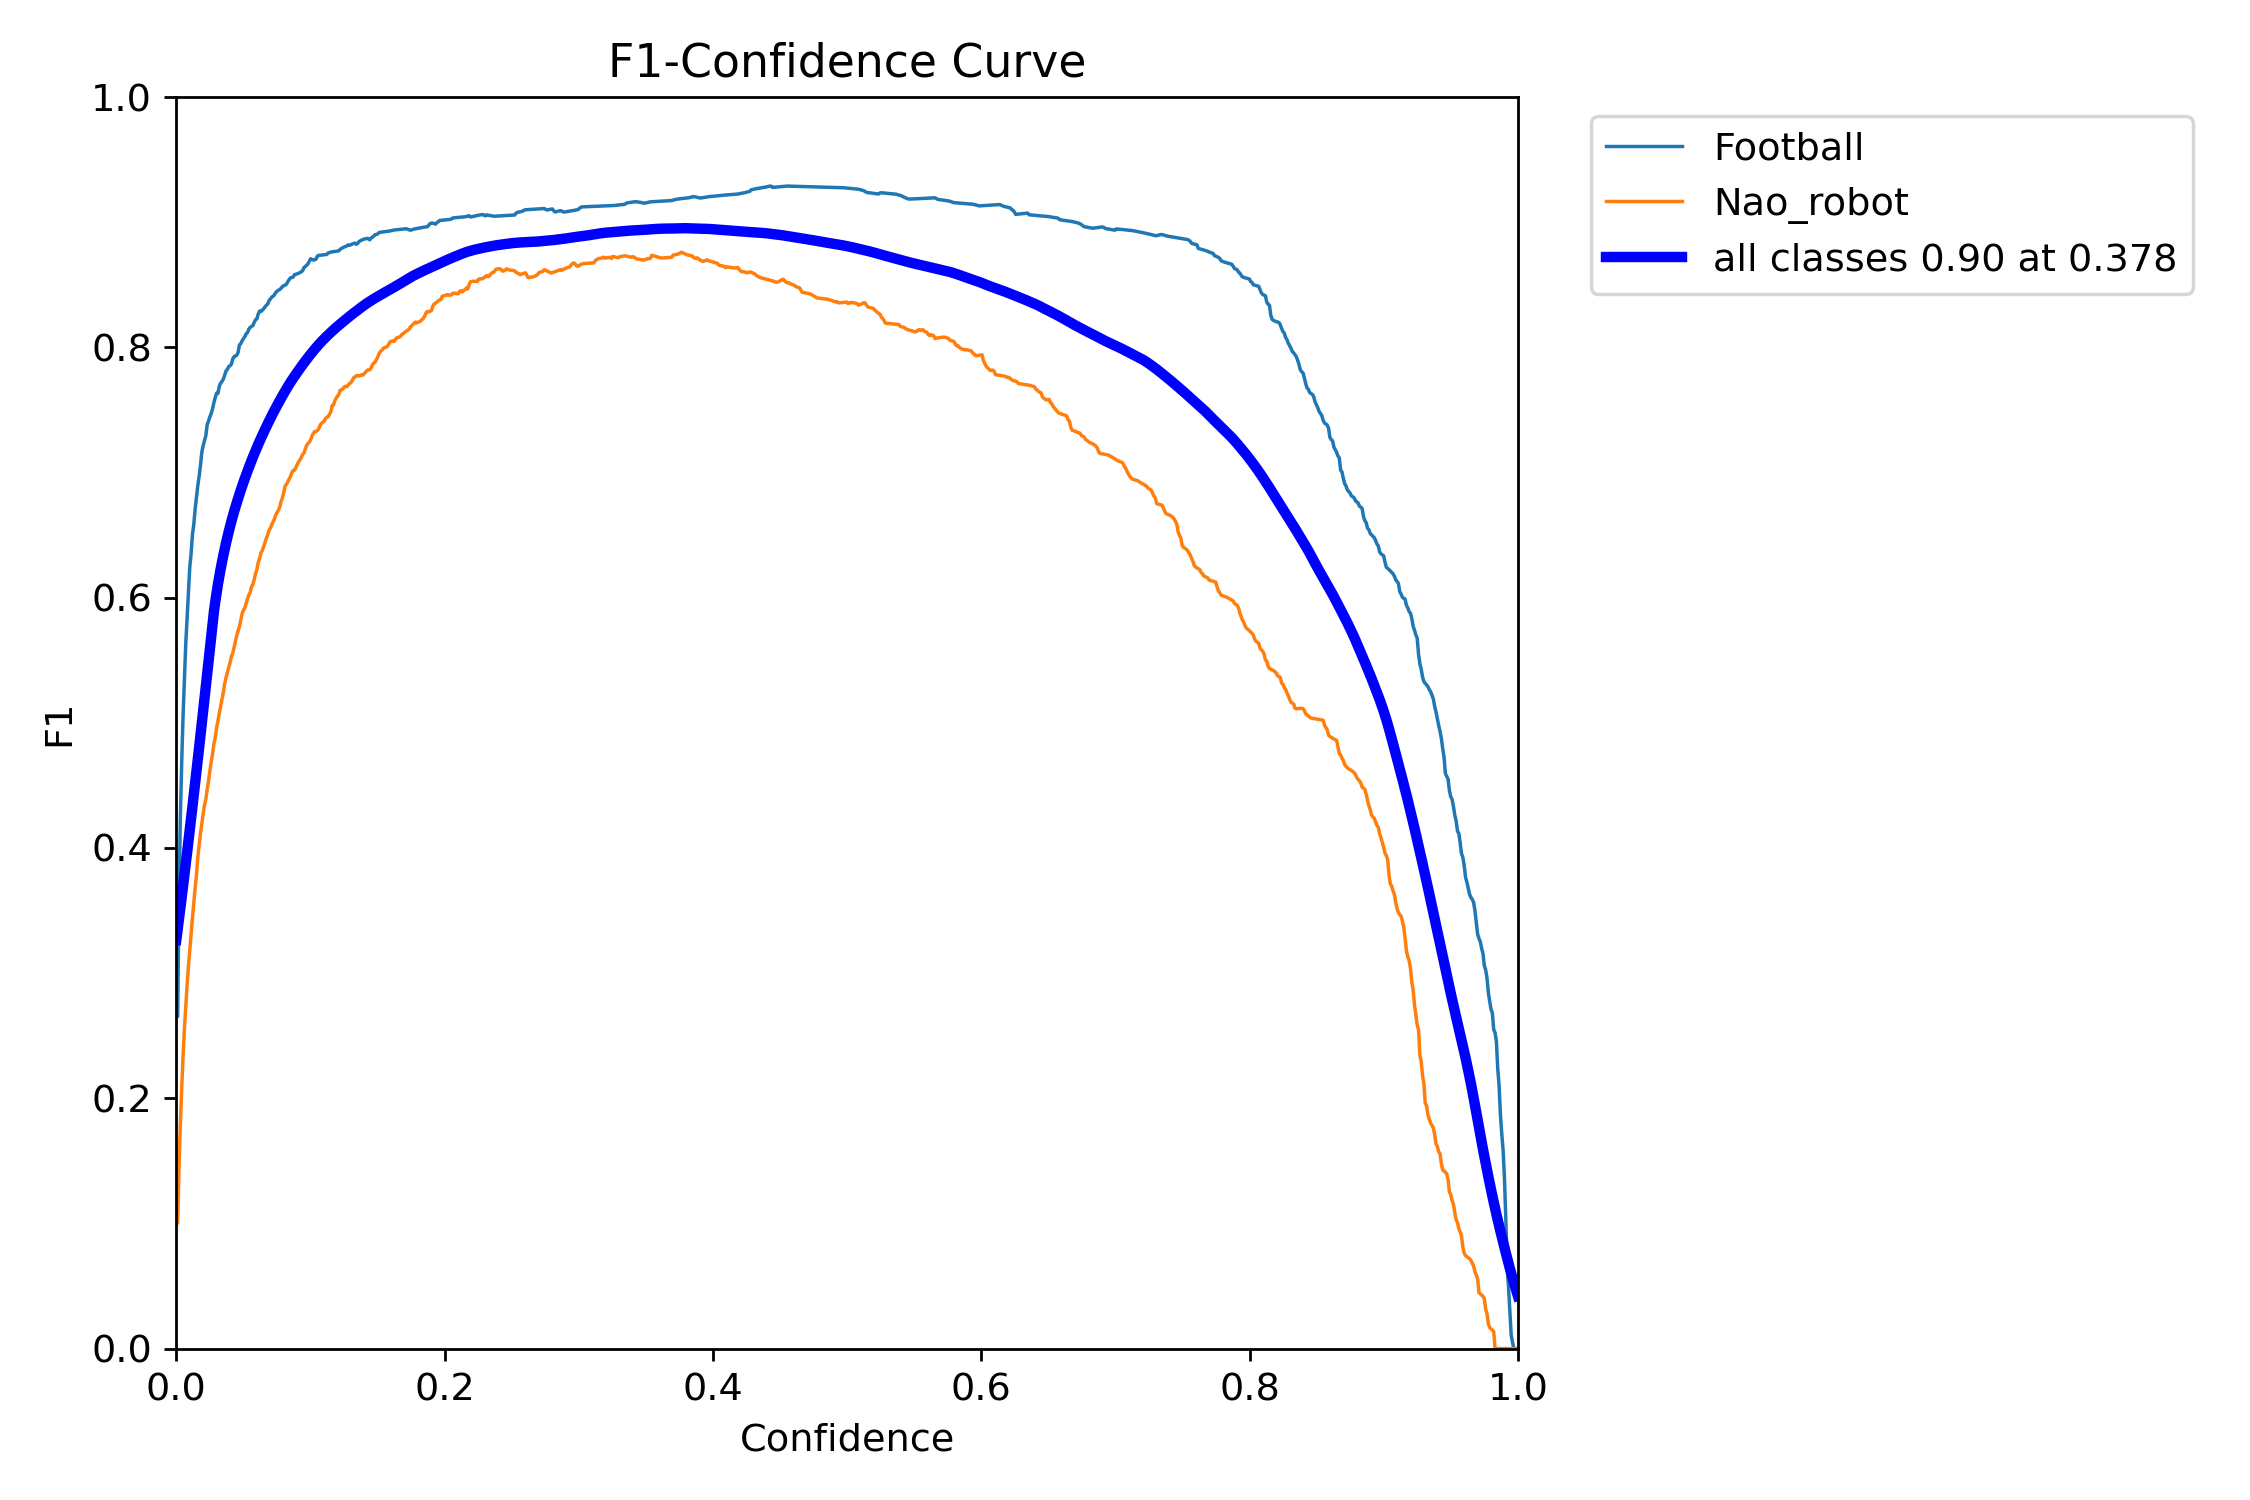 F1-Confidence Curve
1.0
0.8
0.6
0.4
0.2
0.0
F1
0.0 0.2 0.4 0.6 0.8 1.0
Confidence
Football
Nao_robot
all classes 0.90 at 0.378